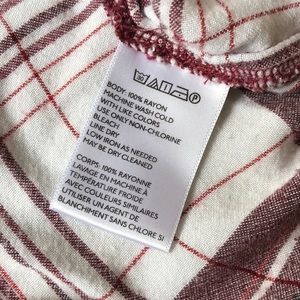 BODY: 100% RAYON
MACHINE WASH COLD
WITH LIKE COLORS
USE ONLY NON-CHLORINE
BLEACH
LINE DRY
LOW IRON AS NEEDED
MAY BE DRY CLEANED
CORPS: 100% RAYONNE
LAVAGE EN MACHINE À
TEMPÉRATURE FROIDE
AVEC COULEURS SIMILAIRES
UTILISER UN AGENT DE
BLANCHIMENT SANS CHLORE SI